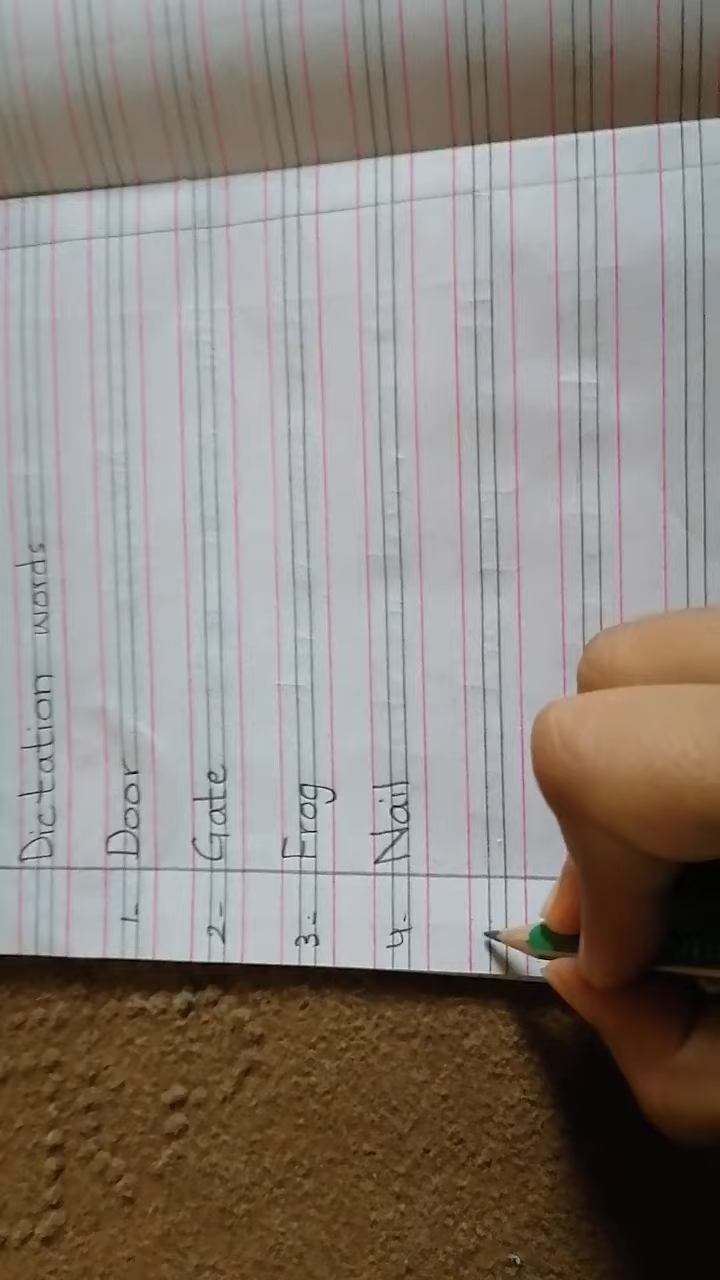 Dictation words
1- Door
2- Gate
3- Frog
4- Nail